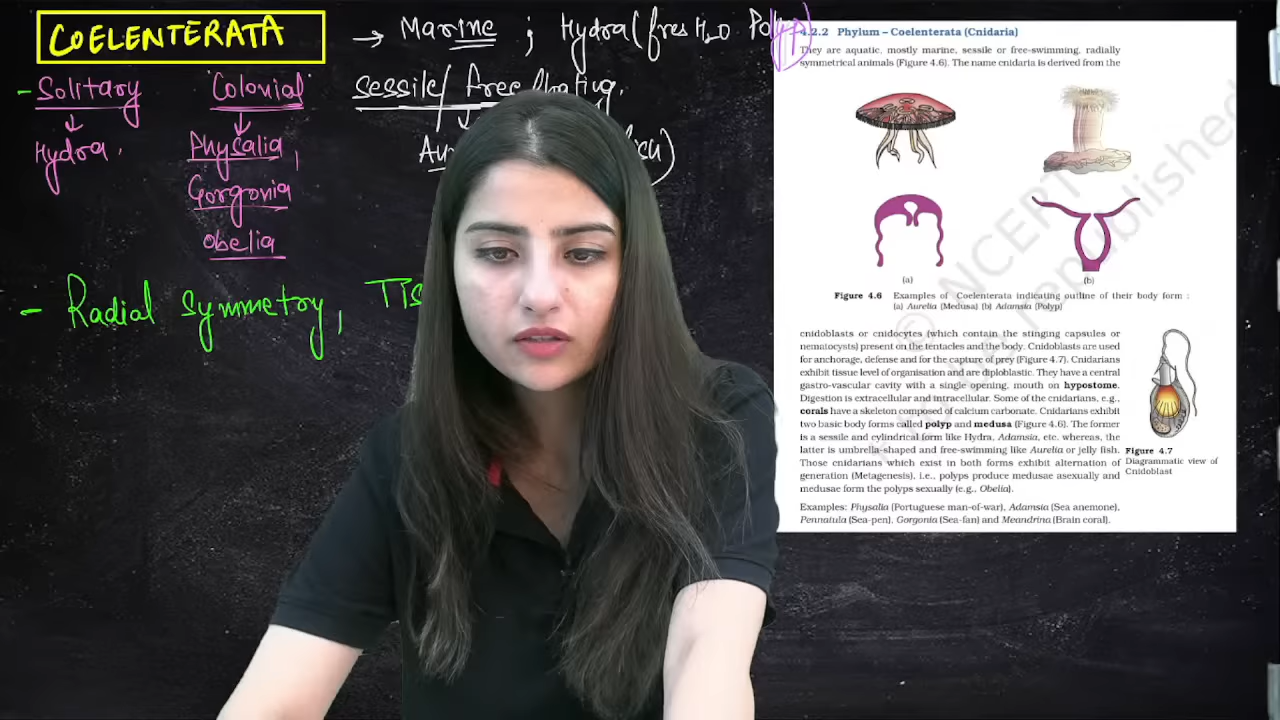 COELENTERATA
→ Marine ; Hydra (fres H2O Polyp)
- Solitary
↓
Hydra.
Colonial
↓
Physalia,
Gorgonia
obelia
sessile/ free floating.
- Radial symmetry,
4.2.2 Phylum – Coelenterata (Cnidaria)
They are aquatic, mostly marine, sessile or free-swimming, radially
symmetrical animals (Figure 4.6). The name cnidaria is derived from the
(a)
(b)
Figure 4.6 Examples of Coelenterata indicating outline of their body form :
(a) Aurelia (Medusa) (b) Adamsia (Polyp)
cnidoblasts or cnidocytes (which contain the stinging capsules or
nematocysts) present on the tentacles and the body. Cnidoblasts are used
for anchorage, defense and for the capture of prey (Figure 4.7). Cnidarians
exhibit tissue level of organisation and are diploblastic. They have a central
gastro-vascular cavity with a single opening, mouth on hypostome.
Digestion is extracellular and intracellular. Some of the cnidarians, e.g.,
corals have a skeleton composed of calcium carbonate. Cnidarians exhibit
two basic body forms called polyp and medusa (Figure 4.6). The former
is a sessile and cylindrical form like Hydra, Adamsia, etc. whereas, the
latter is umbrella-shaped and free-swimming like Aurelia or jelly fish.
Those cnidarians which exist in both forms exhibit alternation of
generation (Metagenesis), i.e., polyps produce medusae asexually and
medusae form the polyps sexually (e.g., Obelia).
Examples: Physalia (Portuguese man-of-war), Adamsia (Sea anemone),
Pennatula (Sea-pen), Gorgonia (Sea-fan) and Meandrina (Brain coral).
Figure 4.7
Diagrammatic view of
Cnidoblast
© NCERT
republished